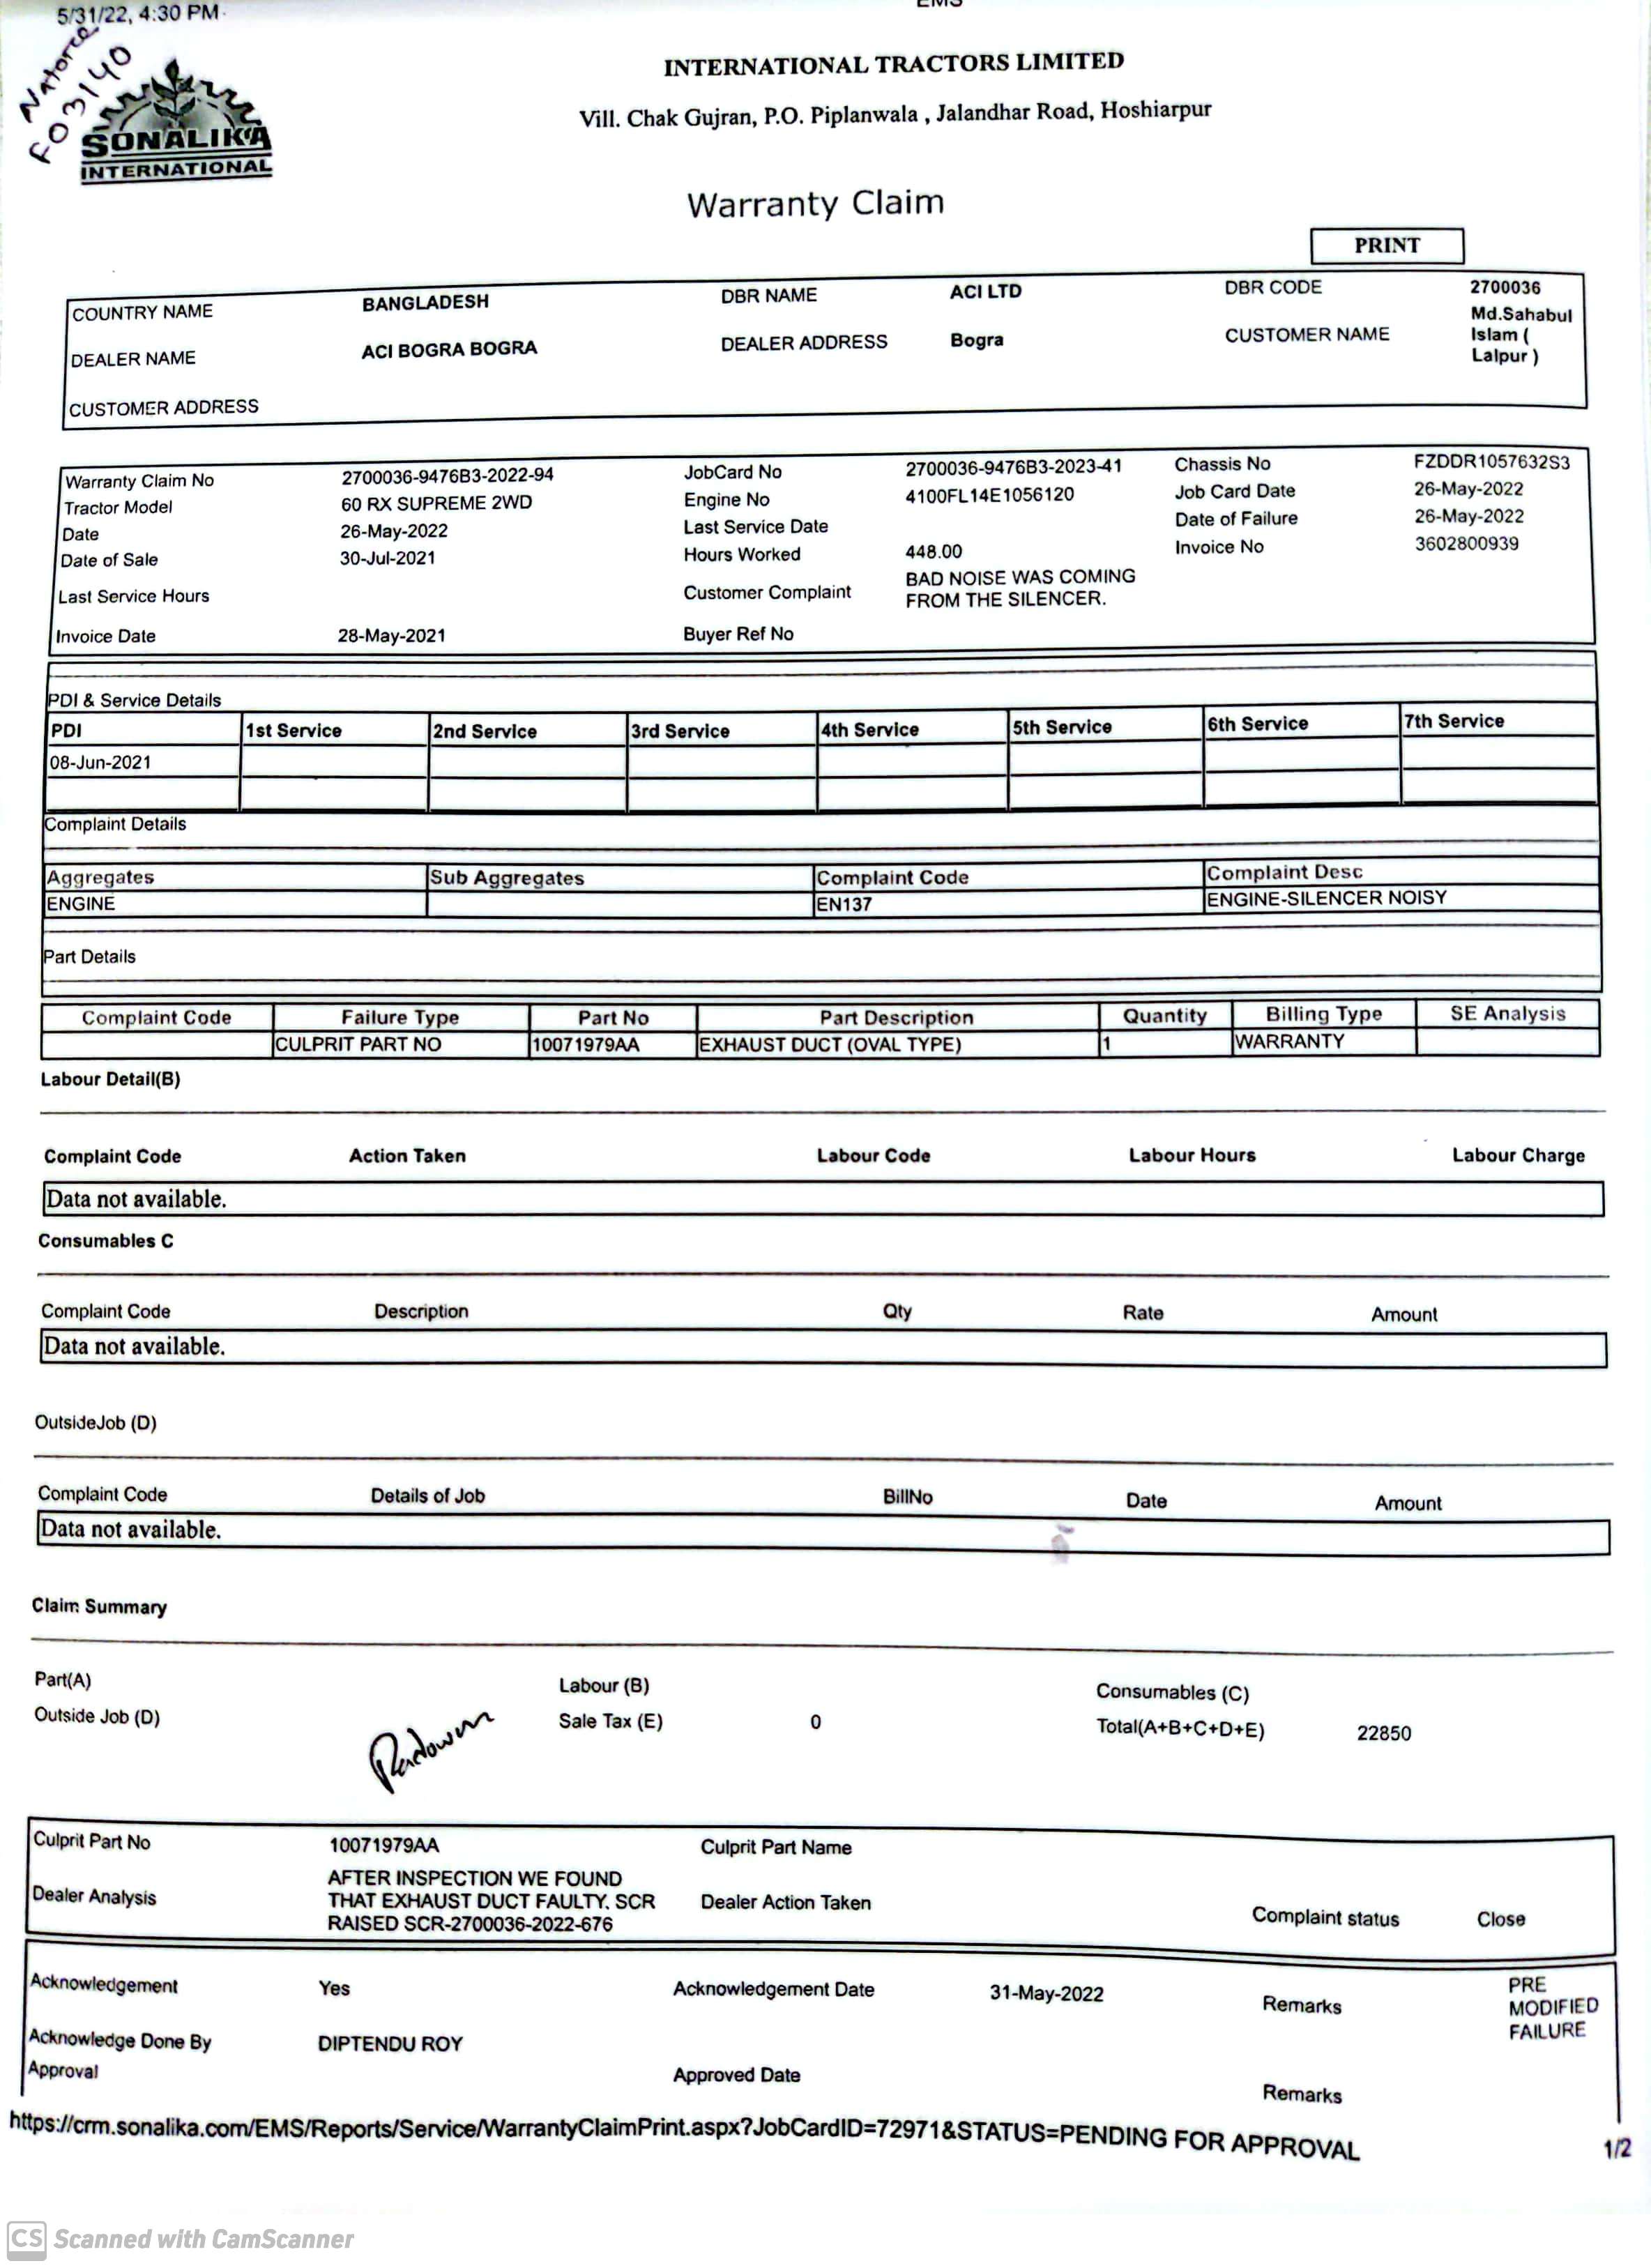 5/31/22, 4:30 PM
EMS
Natore
F03140
SONALIKA
INTERNATIONAL
INTERNATIONAL TRACTORS LIMITED
Vill. Chak Gujran, P.O. Piplanwala , Jalandhar Road, Hoshiarpur
Warranty Claim
PRINT
COUNTRY NAME BANGLADESH DBR NAME ACI LTD DBR CODE 2700036
DEALER NAME ACI BOGRA BOGRA DEALER ADDRESS Bogra CUSTOMER NAME Md.Sahabul
Islam (
Lalpur )
CUSTOMER ADDRESS
Warranty Claim No 2700036-9476B3-2022-94 JobCard No 2700036-9476B3-2023-41 Chassis No FZDDR1057632S3
Tractor Model 60 RX SUPREME 2WD Engine No 4100FL14E1056120 Job Card Date 26-May-2022
Date 26-May-2022 Last Service Date Date of Failure 26-May-2022
Date of Sale 30-Jul-2021 Hours Worked 448.00 Invoice No 3602800939
Last Service Hours Customer Complaint BAD NOISE WAS COMING
FROM THE SILENCER.
Invoice Date 28-May-2021 Buyer Ref No
PDI & Service Details
PDI 1st Service 2nd Service 3rd Service 4th Service 5th Service 6th Service 7th Service
08-Jun-2021
Complaint Details
Aggregates Sub Aggregates Complaint Code Complaint Desc
ENGINE EN137 ENGINE-SILENCER NOISY
Part Details
Complaint Code Failure Type Part No Part Description Quantity Billing Type SE Analysis
CULPRIT PART NO 10071979AA EXHAUST DUCT (OVAL TYPE) 1 WARRANTY
Labour Detail(B)
Complaint Code Action Taken Labour Code Labour Hours Labour Charge
Data not available.
Consumables C
Complaint Code Description Qty Rate Amount
Data not available.
OutsideJob (D)
Complaint Code Details of Job BillNo Date Amount
Data not available.
Claim Summary
Part(A) Labour (B) Consumables (C)
Outside Job (D) Sale Tax (E) 0 Total(A+B+C+D+E) 22850
Culprit Part No 10071979AA Culprit Part Name
Dealer Analysis AFTER INSPECTION WE FOUND
THAT EXHAUST DUCT FAULTY. SCR
RAISED SCR-2700036-2022-676
Dealer Action Taken Complaint status Close
Acknowledgement Yes Acknowledgement Date 31-May-2022 Remarks PRE
MODIFIED
FAILURE
Acknowledge Done By DIPTENDU ROY
Approval Approved Date Remarks
https://crm.sonalika.com/EMS/Reports/Service/WarrantyClaimPrint.aspx?JobCardID=72971&STATUS=PENDING FOR APPROVAL 1/2
CS Scanned with CamScanner